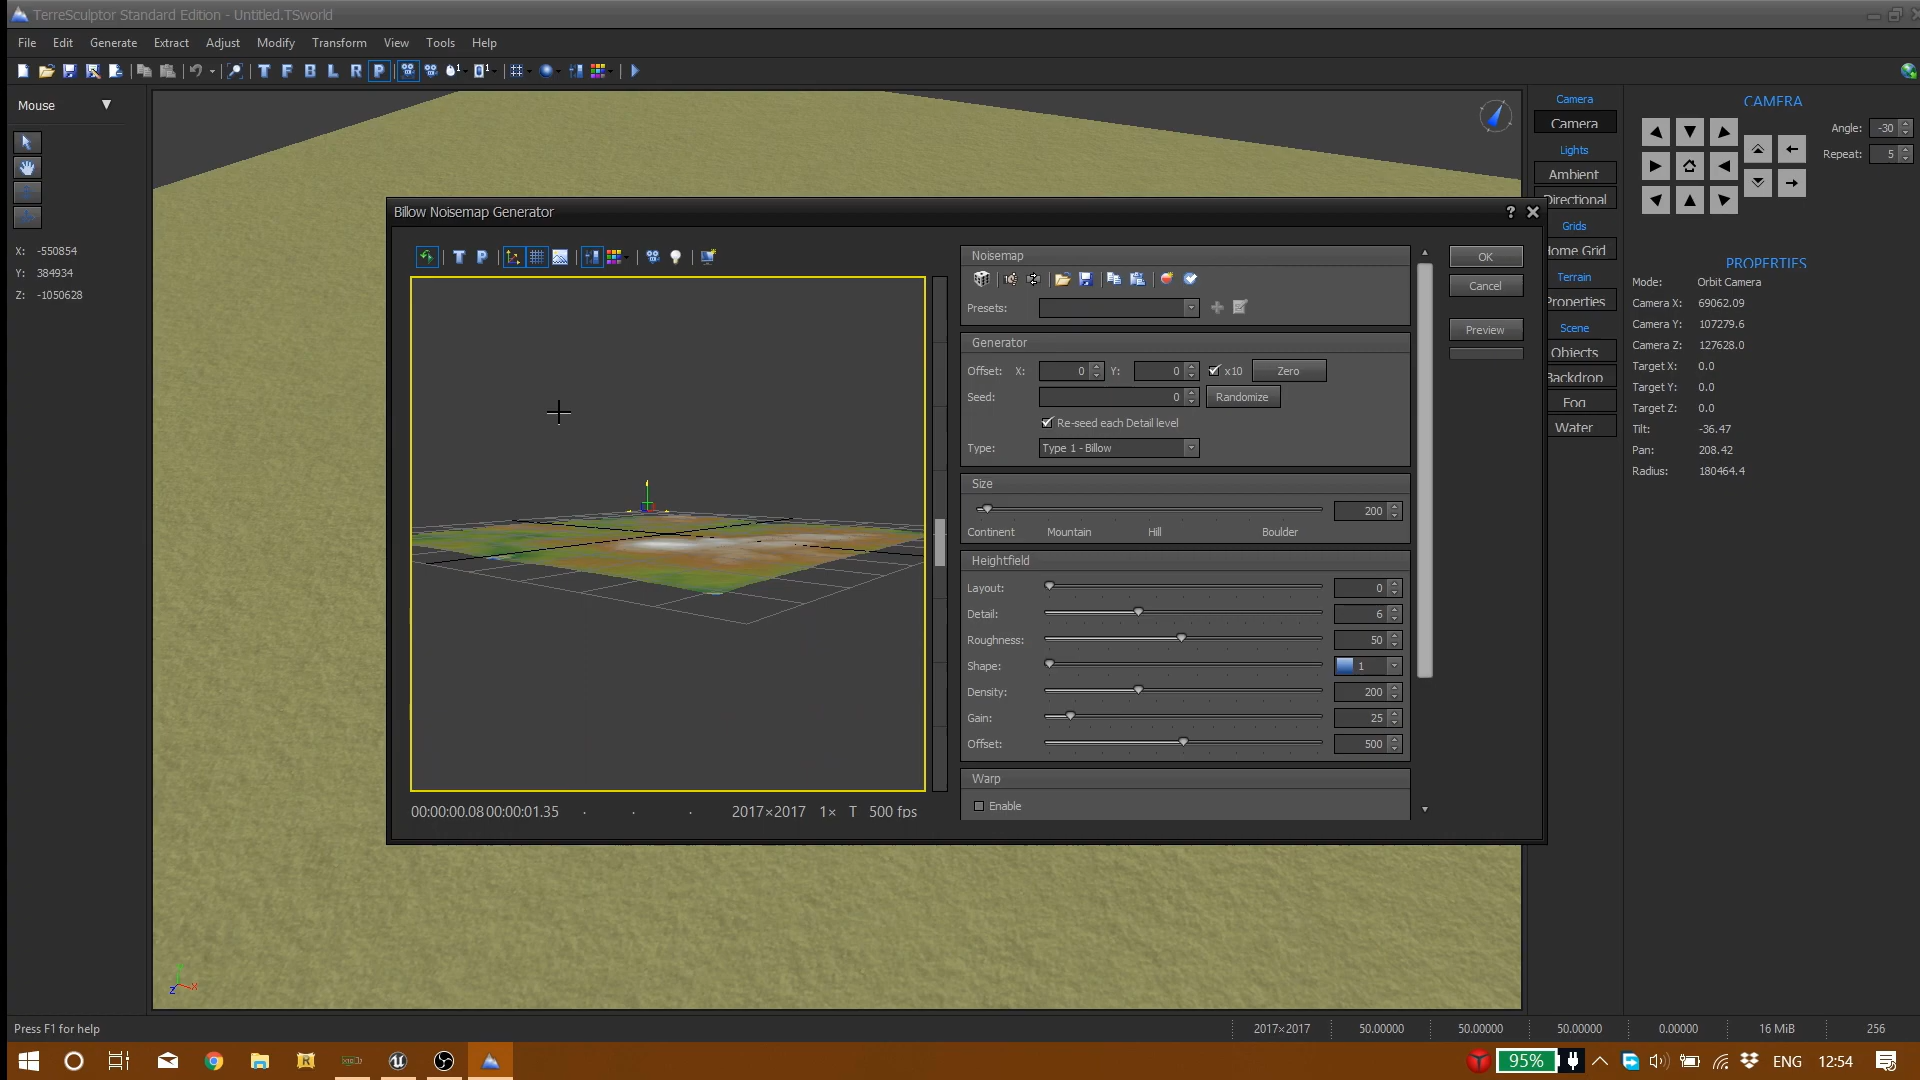 TerreSculptor Standard Edition - Untitled.TSworld
File Edit Generate Extract Adjust Modify Transform View Tools Help
T F B L R P
Mouse
X: -550854
Y: 384934
Z: -1050628
Billow Noisemap Generator
T P
00:00:00.08 00:00:01.35
2017×2017 1× T 500 fps
Noisemap
Presets:
Generator
Offset: X: 0 Y: 0 x10 Zero
Seed: 0 Randomize
Re-seed each Detail level
Type: Type 1 - Billow
Size
200
Continent Mountain Hill Boulder
Heightfield
Layout: 0
Detail: 6
Roughness: 50
Shape: 1
Density: 200
Gain: 25
Offset: 500
Warp
Enable
OK
Cancel
Preview
Camera
Camera
Lights
Ambient
Directional
Grids
Home Grid
Terrain
Properties
Scene
Objects
Backdrop
Fog
Water
CAMERA
Angle: -30
Repeat: 5
PROPERTIES
Mode: Orbit Camera
Camera X: 69062.09
Camera Y: 107279.6
Camera Z: 127628.0
Target X: 0.0
Target Y: 0.0
Target Z: 0.0
Tilt: -36.47
Pan: 208.42
Radius: 180464.4
Z X
Press F1 for help
2017×2017 50.00000 50.00000 50.00000 0.00000 16 MiB 256
95% ENG 12:54